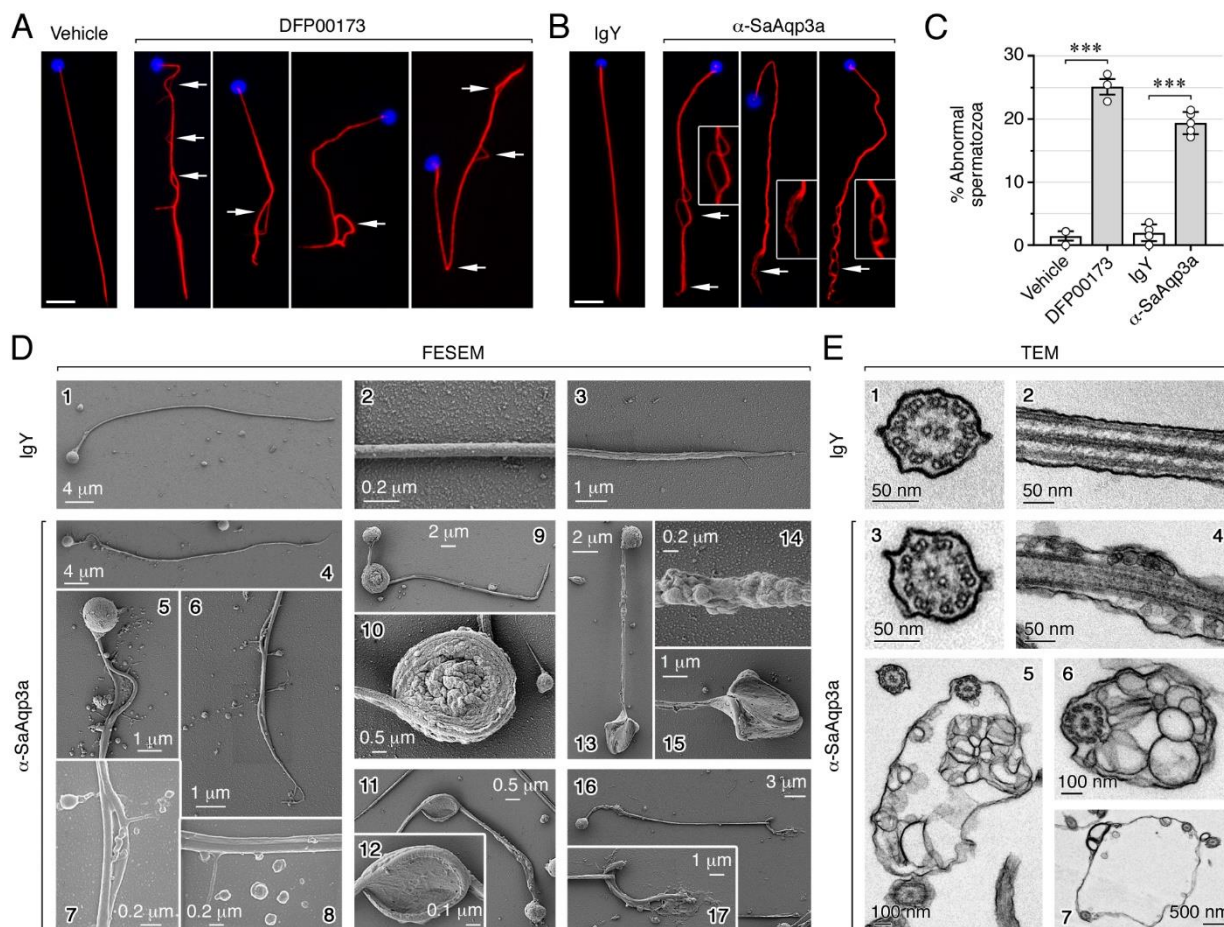 A
Vehicle
DFP00173
B
IgY
α-SaAqp3a
C
% Abnormal
spermatozoa
30
20
10
0
***
***
Vehicle
DFP00173
IgY
α-SaAqp3a
D
FESEM
IgY
1
4 μm
2
0.2 μm
3
1 μm
α-SaAqp3a
4 μm
4
5
1 μm
6
1 μm
7
0.2 μm
0.2 μm
8
2 μm
9
10
0.5 μm
11
0.5 μm
12
0.1 μm
2 μm
13
0.2 μm
14
1 μm
15
16
3 μm
1 μm
17
E
TEM
IgY
1
50 nm
2
50 nm
α-SaAqp3a
3
50 nm
4
50 nm
5
100 nm
6
100 nm
7
500 nm